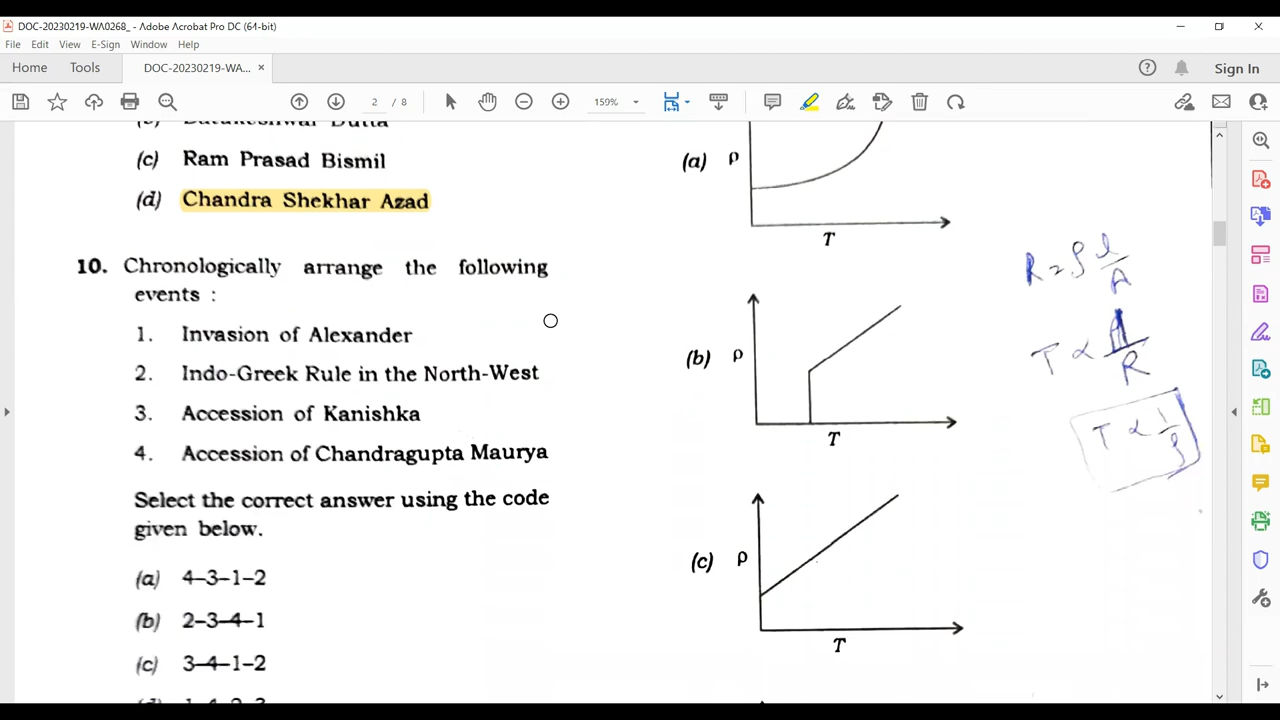 DOC-20230219-WA0268_ - Adobe Acrobat Pro DC (64-bit)
File Edit View E-Sign Window Help
Home Tools DOC-20230219-WA... × Sign In
2 / 8 159%
Ram Prasad Bismil
(c)
(d) Chandra Shekhar Azad
10. Chronologically arrange the following
events :
1. Invasion of Alexander
2. Indo-Greek Rule in the North-West
3. Accession of Kanishka
4. Accession of Chandragupta Maurya
Select the correct answer using the code
given below.
(a) 4-3-1-2
(b) 2-3-4-1
(c) 3-4-1-2
(a) ρ
T
(b) ρ
T
(c) ρ
T
R = ρ l/A
T ∝ 1/ρ